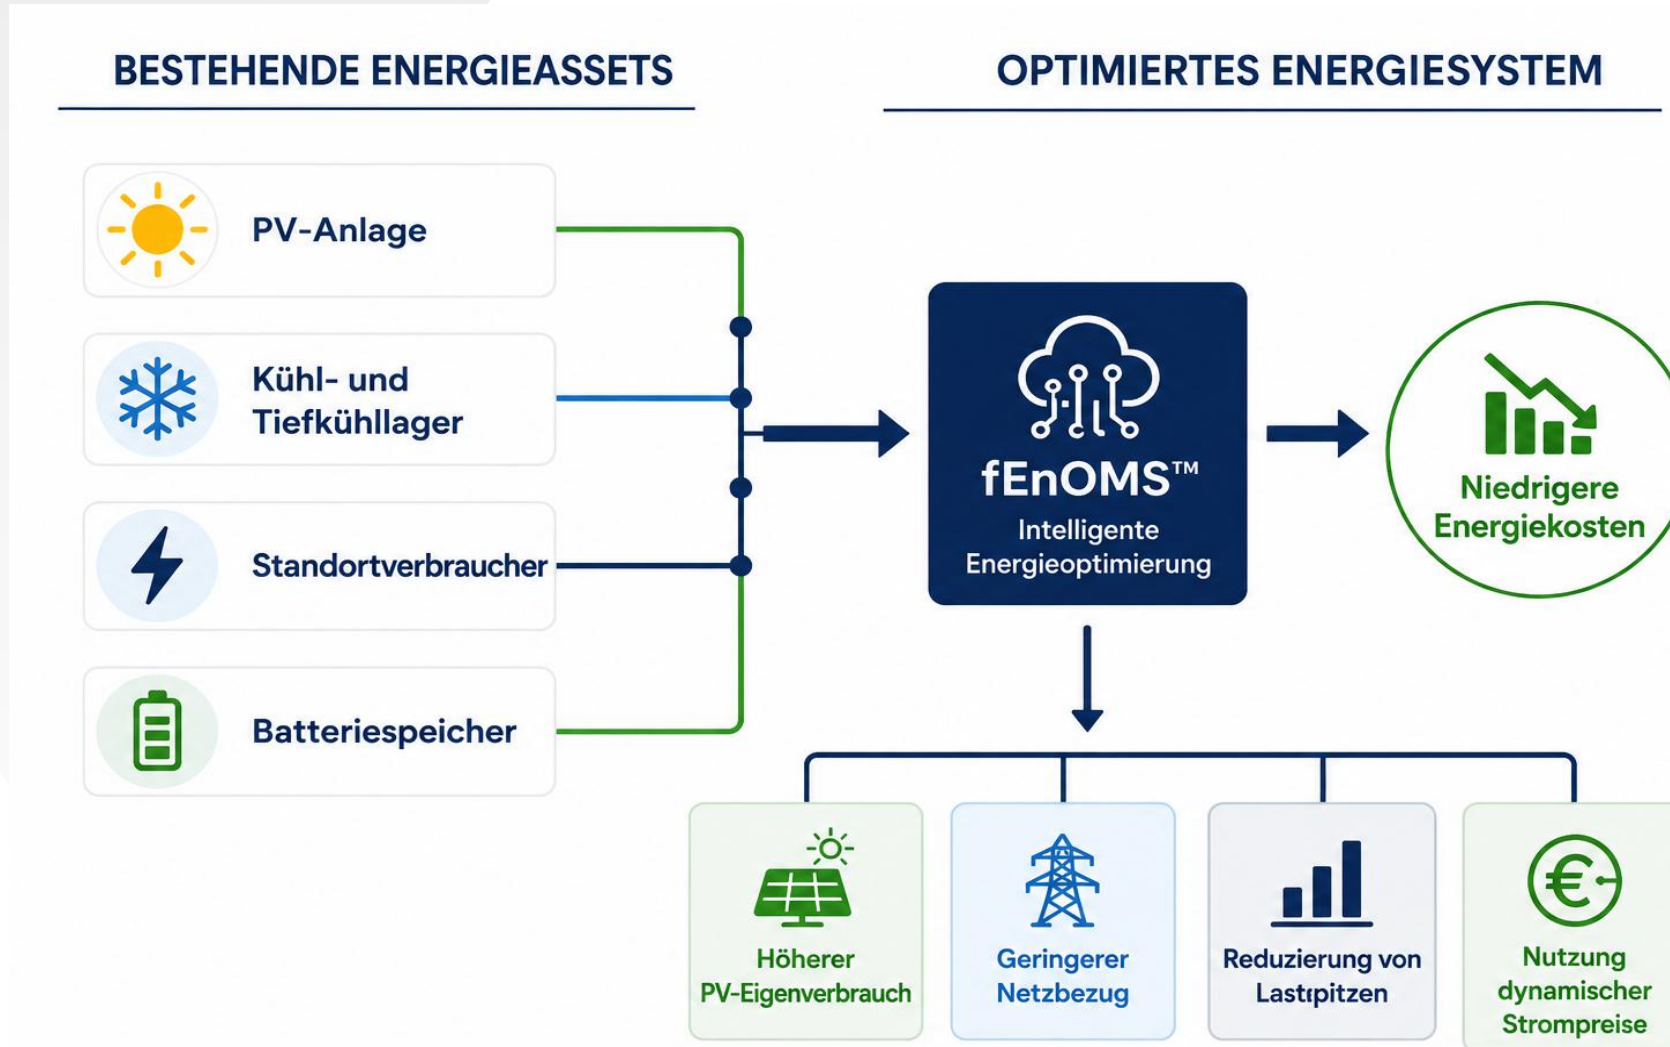 BESTEHENDE ENERGIEASSETS
OPTIMIERTES ENERGIESYSTEM
PV-Anlage
Kühl- und
Tiefkühllager
Standortverbraucher
Batteriespeicher
fEnOMS™
Intelligente
Energieoptimierung
Niedrigere
Energiekosten
Höherer
PV-Eigenverbrauch
Geringerer
Netzbezug
Reduzierung von
Lastıpitzen
€
Nutzung
dynamischer
Strompreise